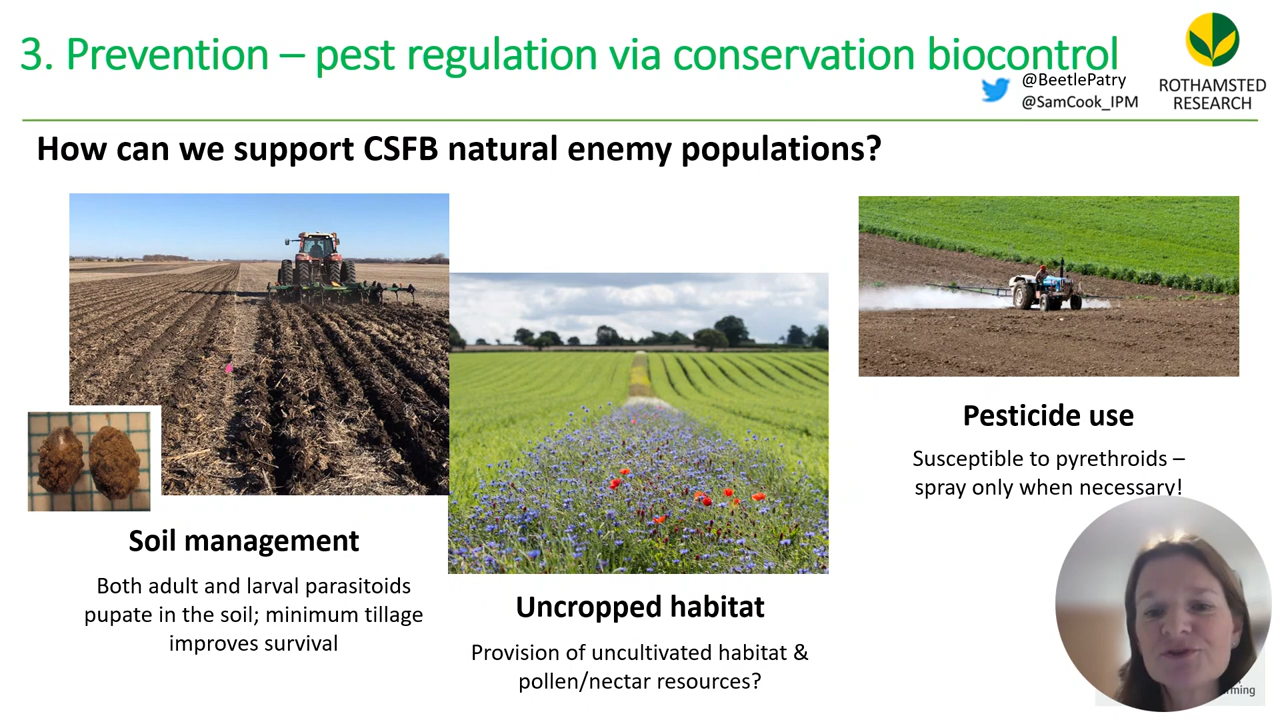 3. Prevention – pest regulation via conservation biocontrol
@BeetlePatry
@SamCook_IPM
ROTHAMSTED
RESEARCH
How can we support CSFB natural enemy populations?
Soil management
Both adult and larval parasitoids
pupate in the soil; minimum tillage
improves survival
Uncropped habitat
Provision of uncultivated habitat &
pollen/nectar resources?
Pesticide use
Susceptible to pyrethroids –
spray only when necessary!